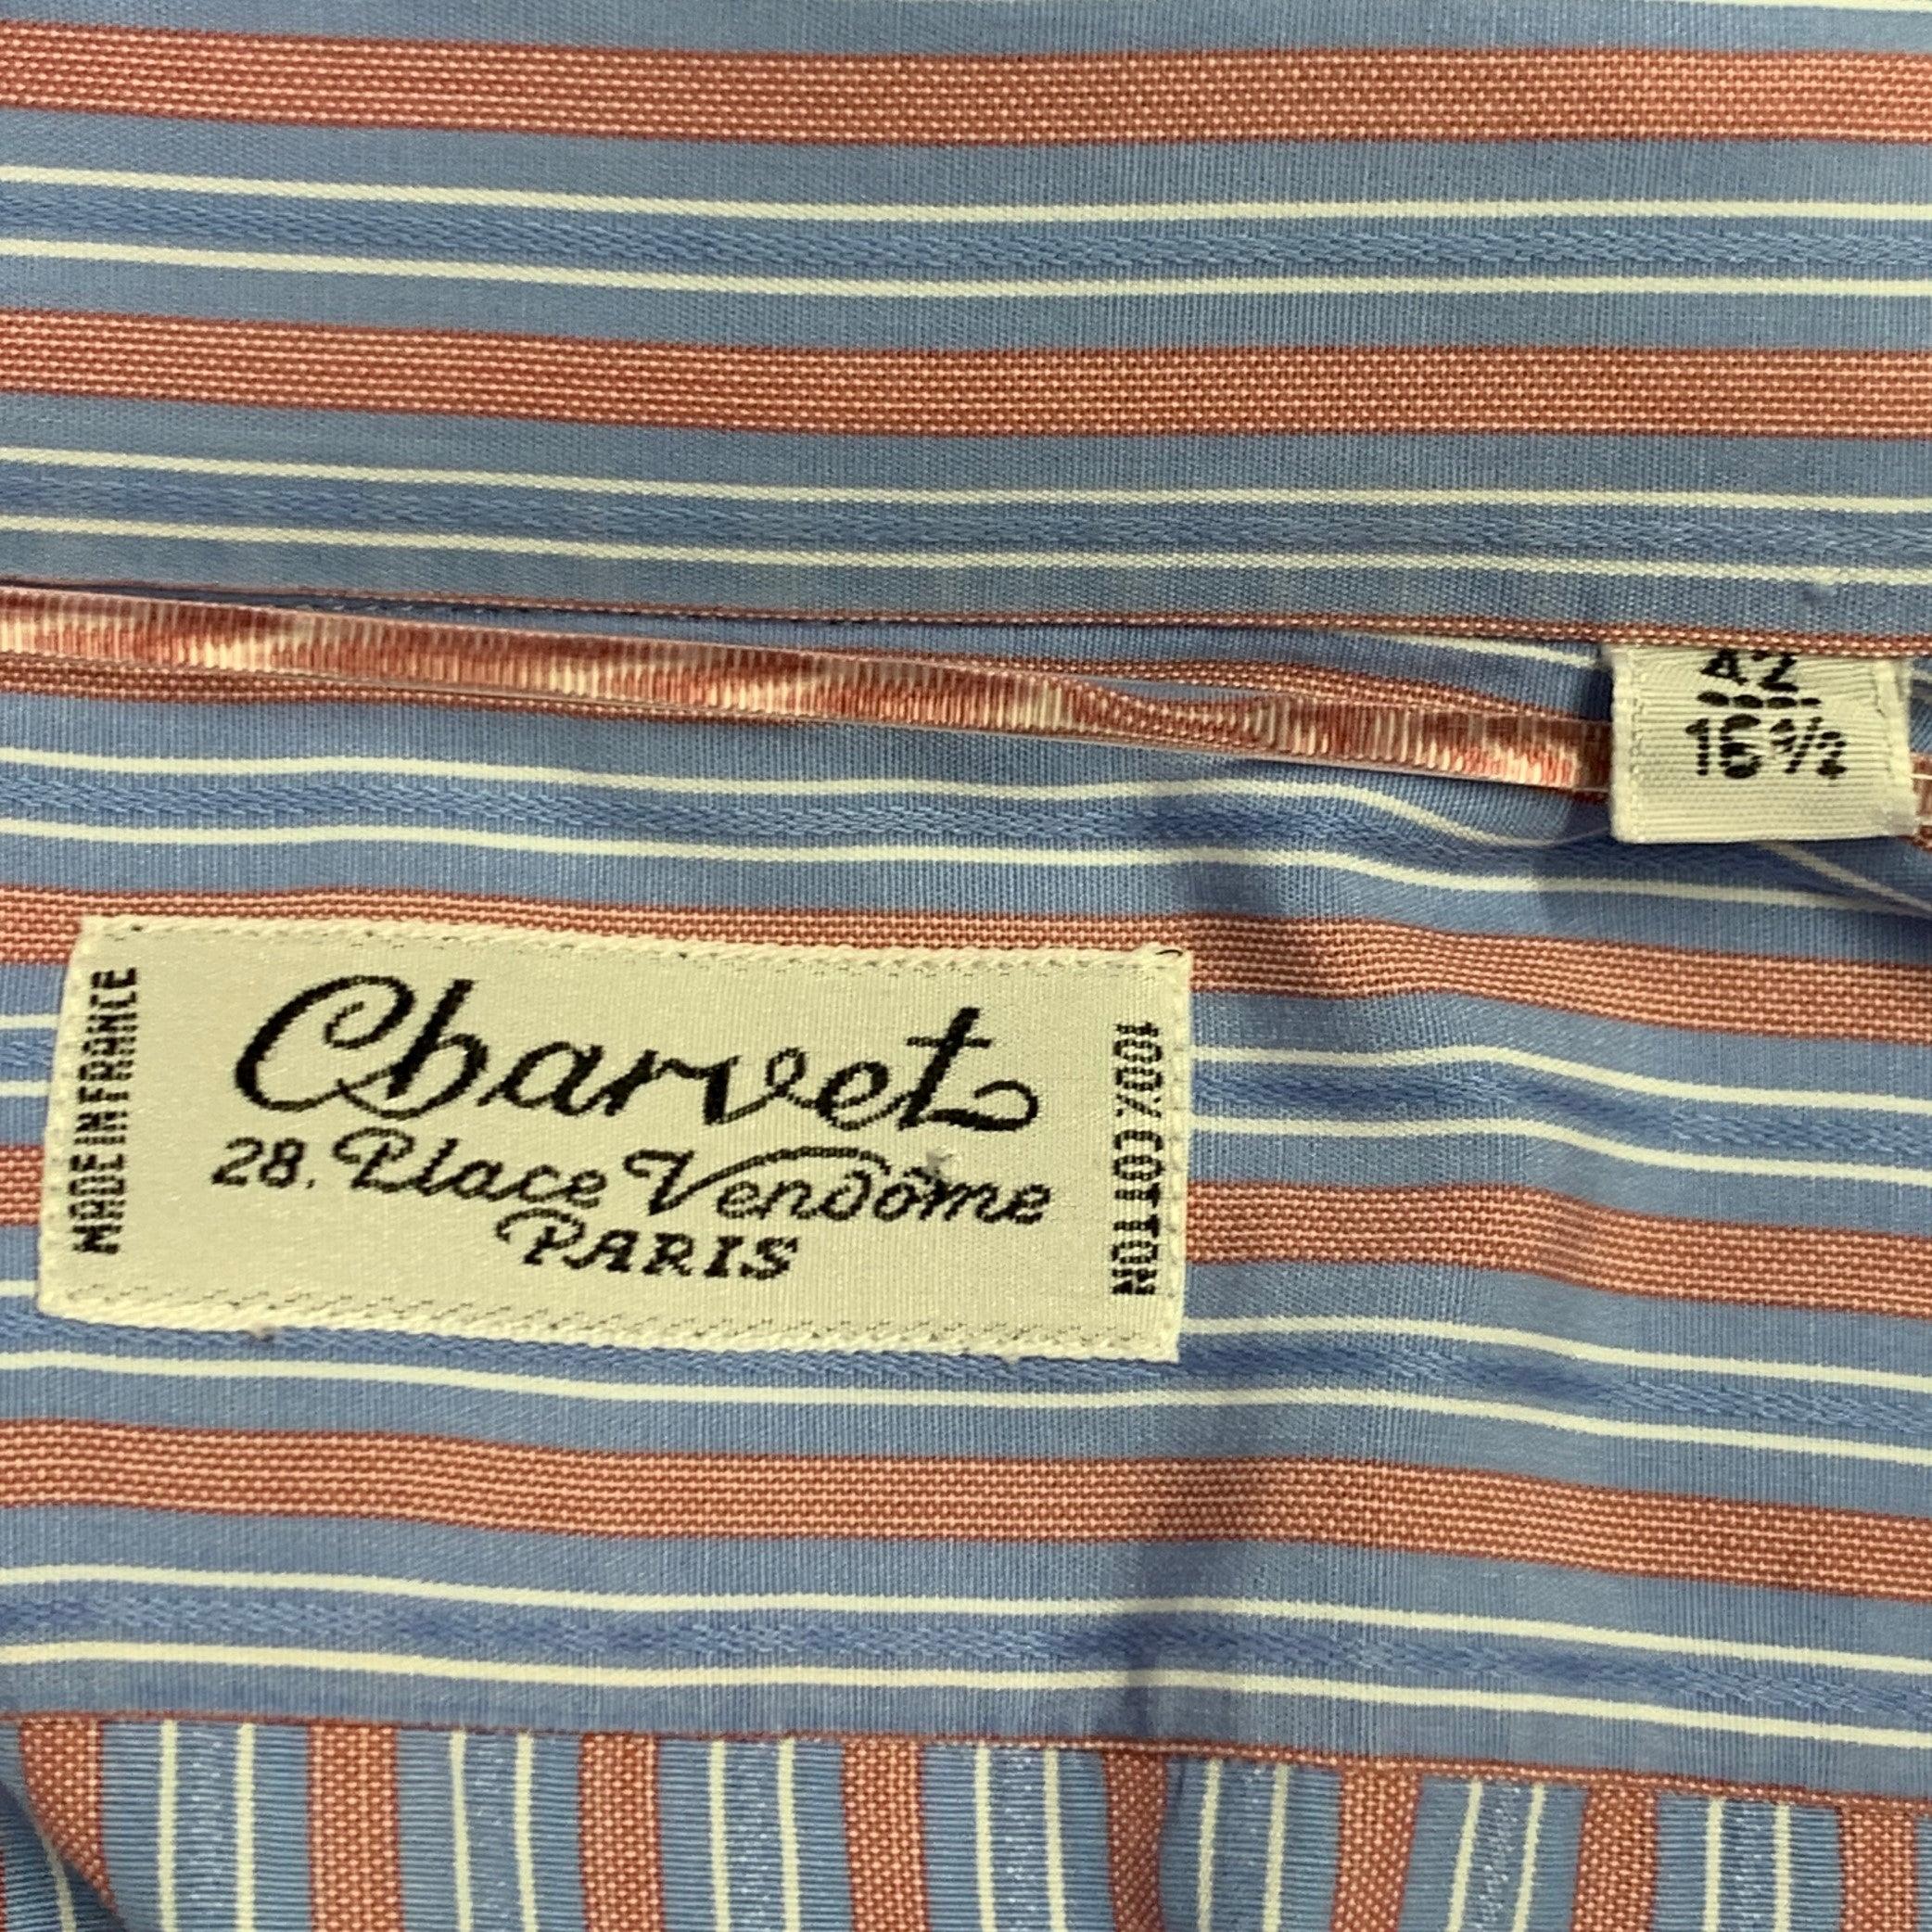 42
16½
Charvet
28, Place Vendôme
PARIS
MADE IN FRANCE
100% COTTON